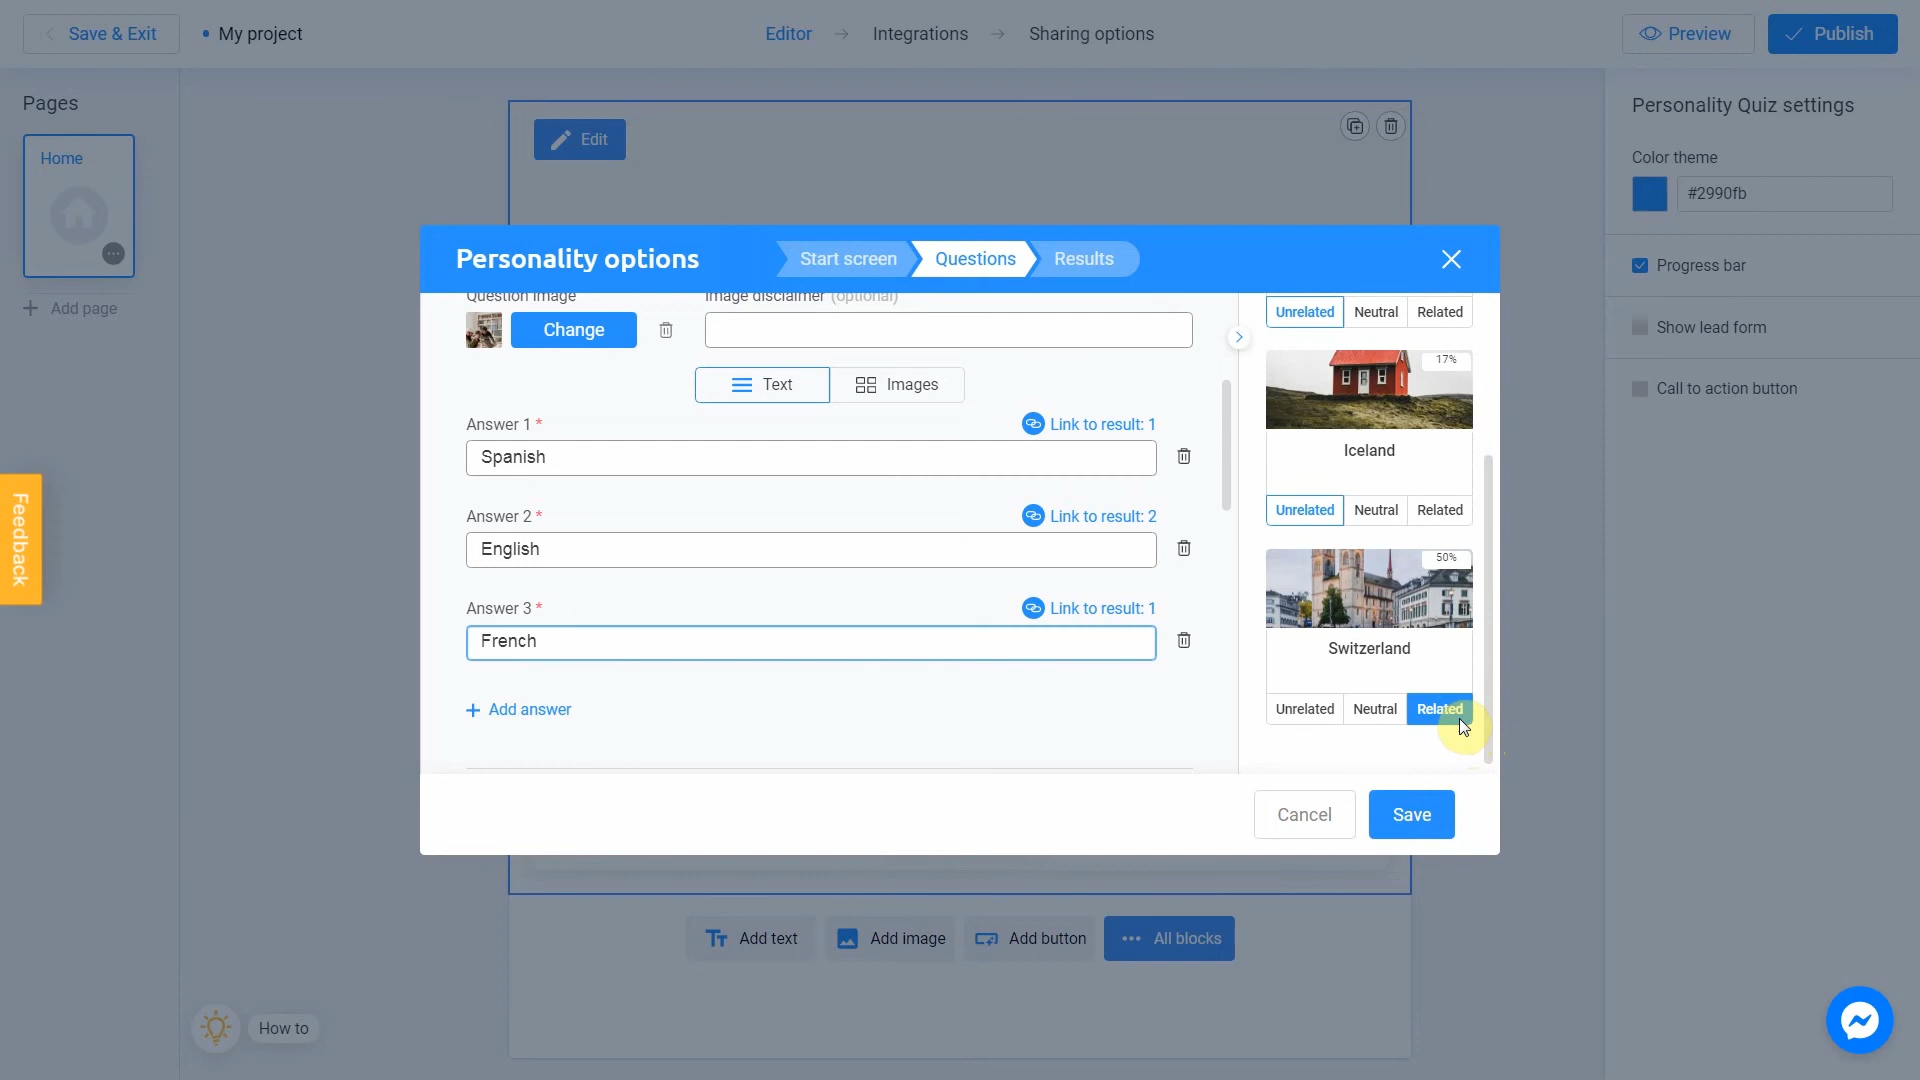 Save & Exit
My project
Editor
Integrations
Sharing options
Preview
Publish
Pages
Home
Add page
Feedback
How to
Edit
Personality options
Start screen
Questions
Results
Question image
Change
Image disclaimer (optional)
Text
Images
Answer 1 *
Link to result: 1
Spanish
Answer 2 *
Link to result: 2
English
Answer 3 *
Link to result: 1
French
Add answer
Unrelated
Neutral
Related
17%
Iceland
Unrelated
Neutral
Related
50%
Switzerland
Unrelated
Neutral
Related
Cancel
Save
Add text
Add image
Add button
All blocks
Personality Quiz settings
Color theme
#2990fb
Progress bar
Show lead form
Call to action button